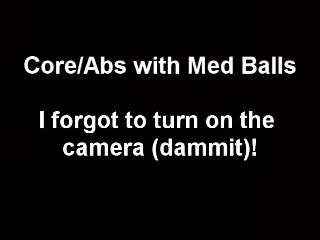 Core/Abs with Med Balls
I forgot to turn on the
camera (dammit)!